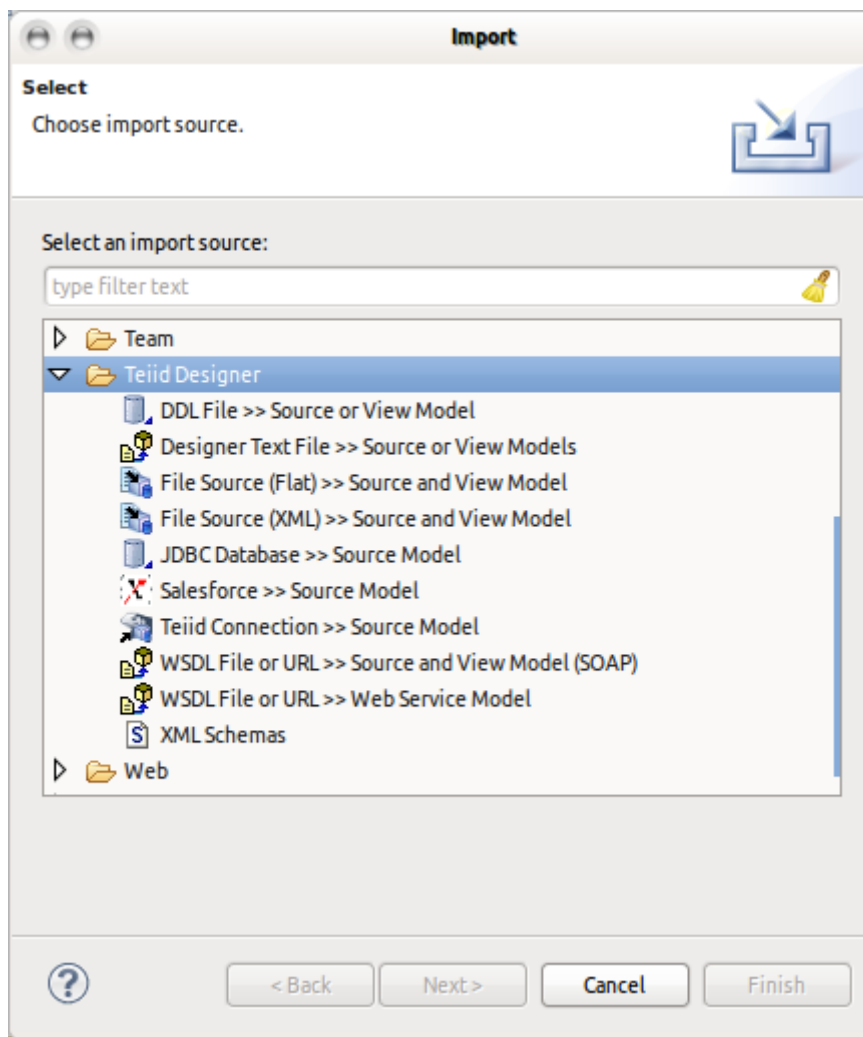 Import
Select
Choose import source.
Select an import source:
type filter text
Team
Teiid Designer
DDL File >> Source or View Model
Designer Text File >> Source or View Models
File Source (Flat) >> Source and View Model
File Source (XML) >> Source and View Model
JDBC Database >> Source Model
Salesforce >> Source Model
Teiid Connection >> Source Model
WSDL File or URL >> Source and View Model (SOAP)
WSDL File or URL >> Web Service Model
XML Schemas
Web
? < Back Next > Cancel Finish